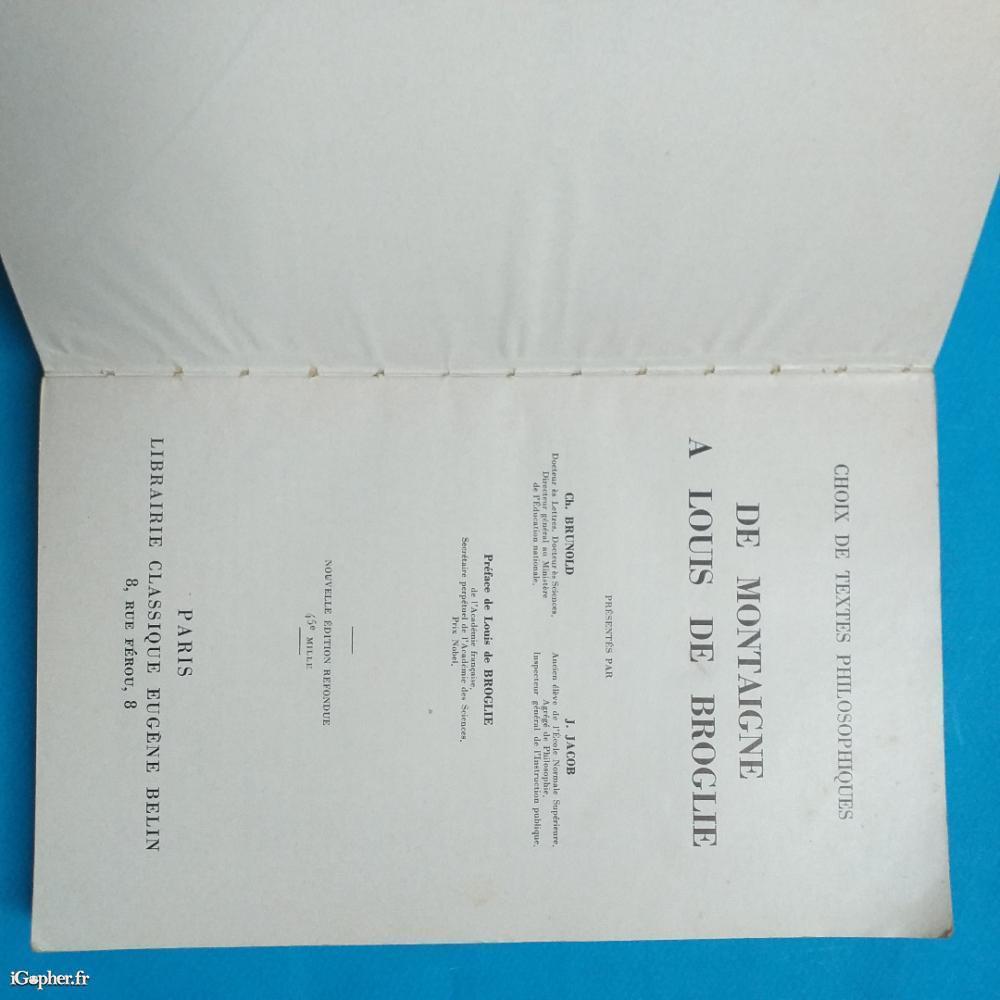 CHOIX DE TEXTES PHILOSOPHIQUES
DE MONTAIGNE
A LOUIS DE BROGLIE
PRÉSENTÉS PAR
Ch. BRUNOLD
Docteur ès Lettres, Docteur ès Sciences,
Directeur général au Ministère
de l'Éducation nationale.
J. JACOB
Ancien élève de l'École Normale Supérieure,
Agrégé de Philosophie,
Inspecteur général de l'Instruction publique.
Préface de Louis de BROGLIE
de l'Académie française,
Secrétaire perpétuel de l'Académie des Sciences,
Prix Nobel.
NOUVELLE ÉDITION REFONDUE
45e MILLE
PARIS
LIBRAIRIE CLASSIQUE EUGÈNE BELIN
8, RUE FÉROU, 8
iGopher.fr